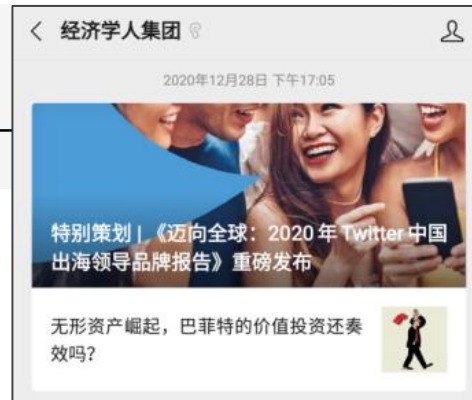 经济学人集团
2020年12月28日 下午17:05
特别策划 | 《迈向全球：2020 年 Twitter 中国
出海领导品牌报告》重磅发布
无形资产崛起，巴菲特的价值投资还奏
效吗？